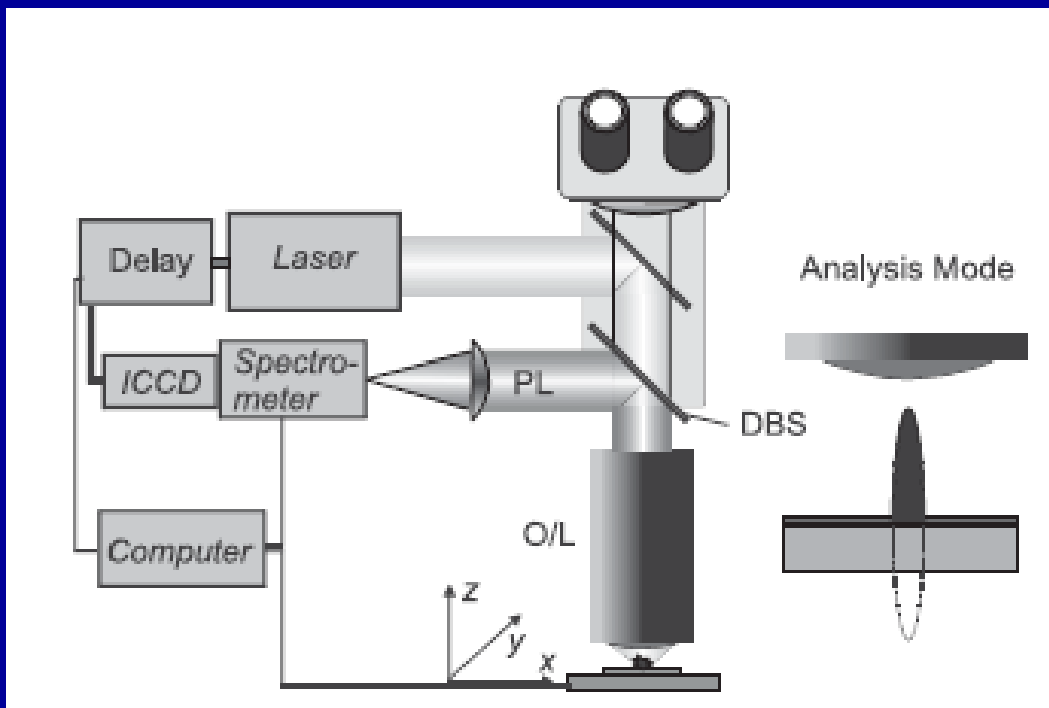 Delay
Laser
Analysis Mode
ICCD
Spectro-
meter
PL
DBS
O/L
Computer
z
y
x